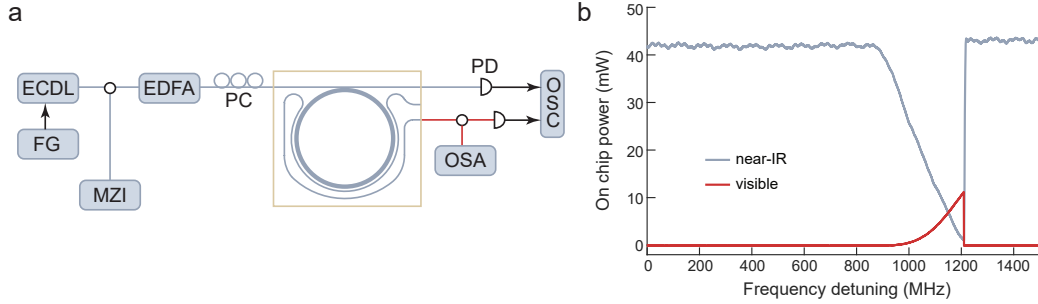 a
ECDL
EDFA
PC
PD
OSC
FG
MZI
OSA
b
On chip power (mW)
50
40
30
20
10
0
near-IR
visible
0 200 400 600 800 1000 1200 1400
Frequency detuning (MHz)